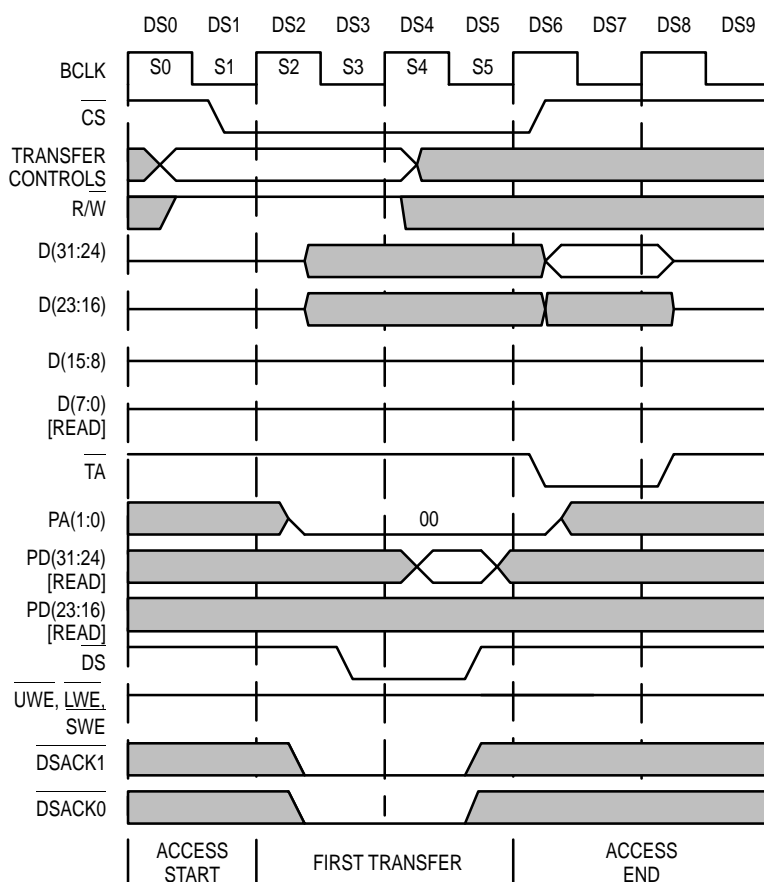 DS0 DS1 DS2 DS3 DS4 DS5 DS6 DS7 DS8 DS9
BCLK S0 S1 S2 S3 S4 S5
CS
TRANSFER
CONTROLS
R/W
D(31:24)
D(23:16)
D(15:8)
D(7:0)
[READ]
TA
PA(1:0) 00
PD(31:24)
[READ]
PD(23:16)
[READ]
DS
UWE, LWE,
SWE
DSACK1
DSACK0
ACCESS
START
FIRST TRANSFER
ACCESS
END